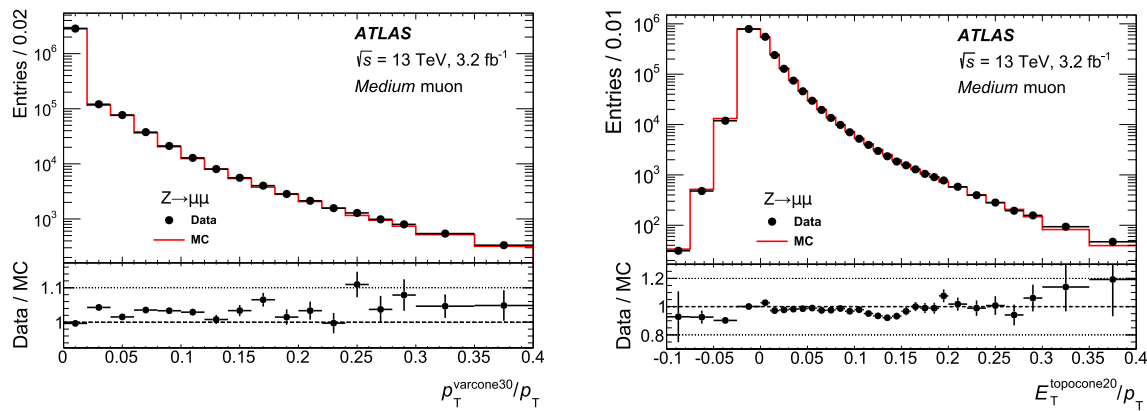 Entries / 0.02
10⁶
10⁵
10⁴
10³
ATLAS
√s = 13 TeV, 3.2 fb⁻¹
Medium muon
Z→μμ
Data
MC
Data / MC
1.1
1
0 0.05 0.1 0.15 0.2 0.25 0.3 0.35 0.4
p_T^varcone30/p_T
Entries / 0.01
10⁶
10⁵
10⁴
10³
10²
ATLAS
√s = 13 TeV, 3.2 fb⁻¹
Medium muon
Z→μμ
Data
MC
Data / MC
1.2
1
0.8
-0.1 -0.05 0 0.05 0.1 0.15 0.2 0.25 0.3 0.35 0.4
E_T^topocone20/p_T